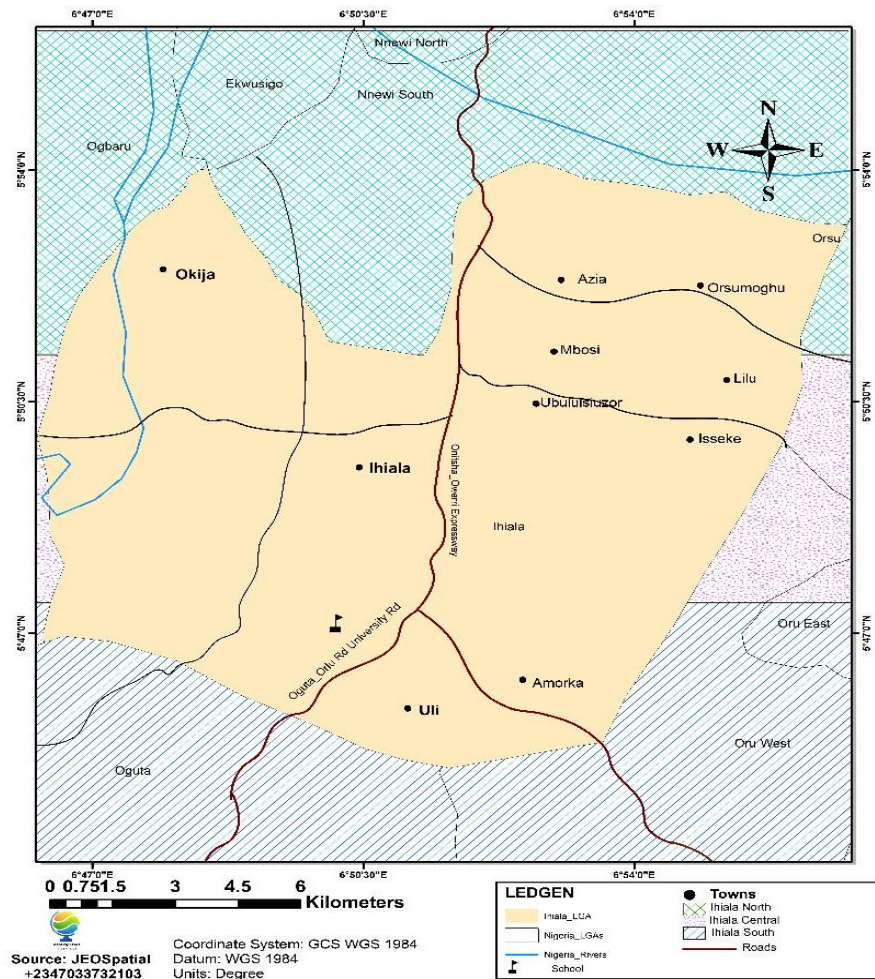 6°47'0"E 6°50'30"E 6°54'0"E
Nnewi North
Ekwusigo
Nnewi South
Ogbaru
N
W E
S
5°54'0"N 5°54'0"N
Orsu
Okija
Azia
Orsumoghu
Mbosi
Lilu
5°50'30"N 5°50'30"N
Ubuluisiuzor
Isseke
Ihiala
Onitsha_Owerri Expressway
Ihiala
Oguta_Orlu Rd University Rd
5°47'0"N 5°47'0"N
Oru East
Amorka
Uli
Oru West
Oguta
6°47'0"E 6°50'30"E 6°54'0"E
0 0.751.5 3 4.5 6
Kilometers
Source: JEOSpatial
+2347033732103
Coordinate System: GCS WGS 1984
Datum: WGS 1984
Units: Degree
LEDGEN
Ihiala_LGA
Nigeria_LGAs
Nigeria_Rivers
School
Towns
Ihiala North
Ihiala Central
Ihiala South
Roads